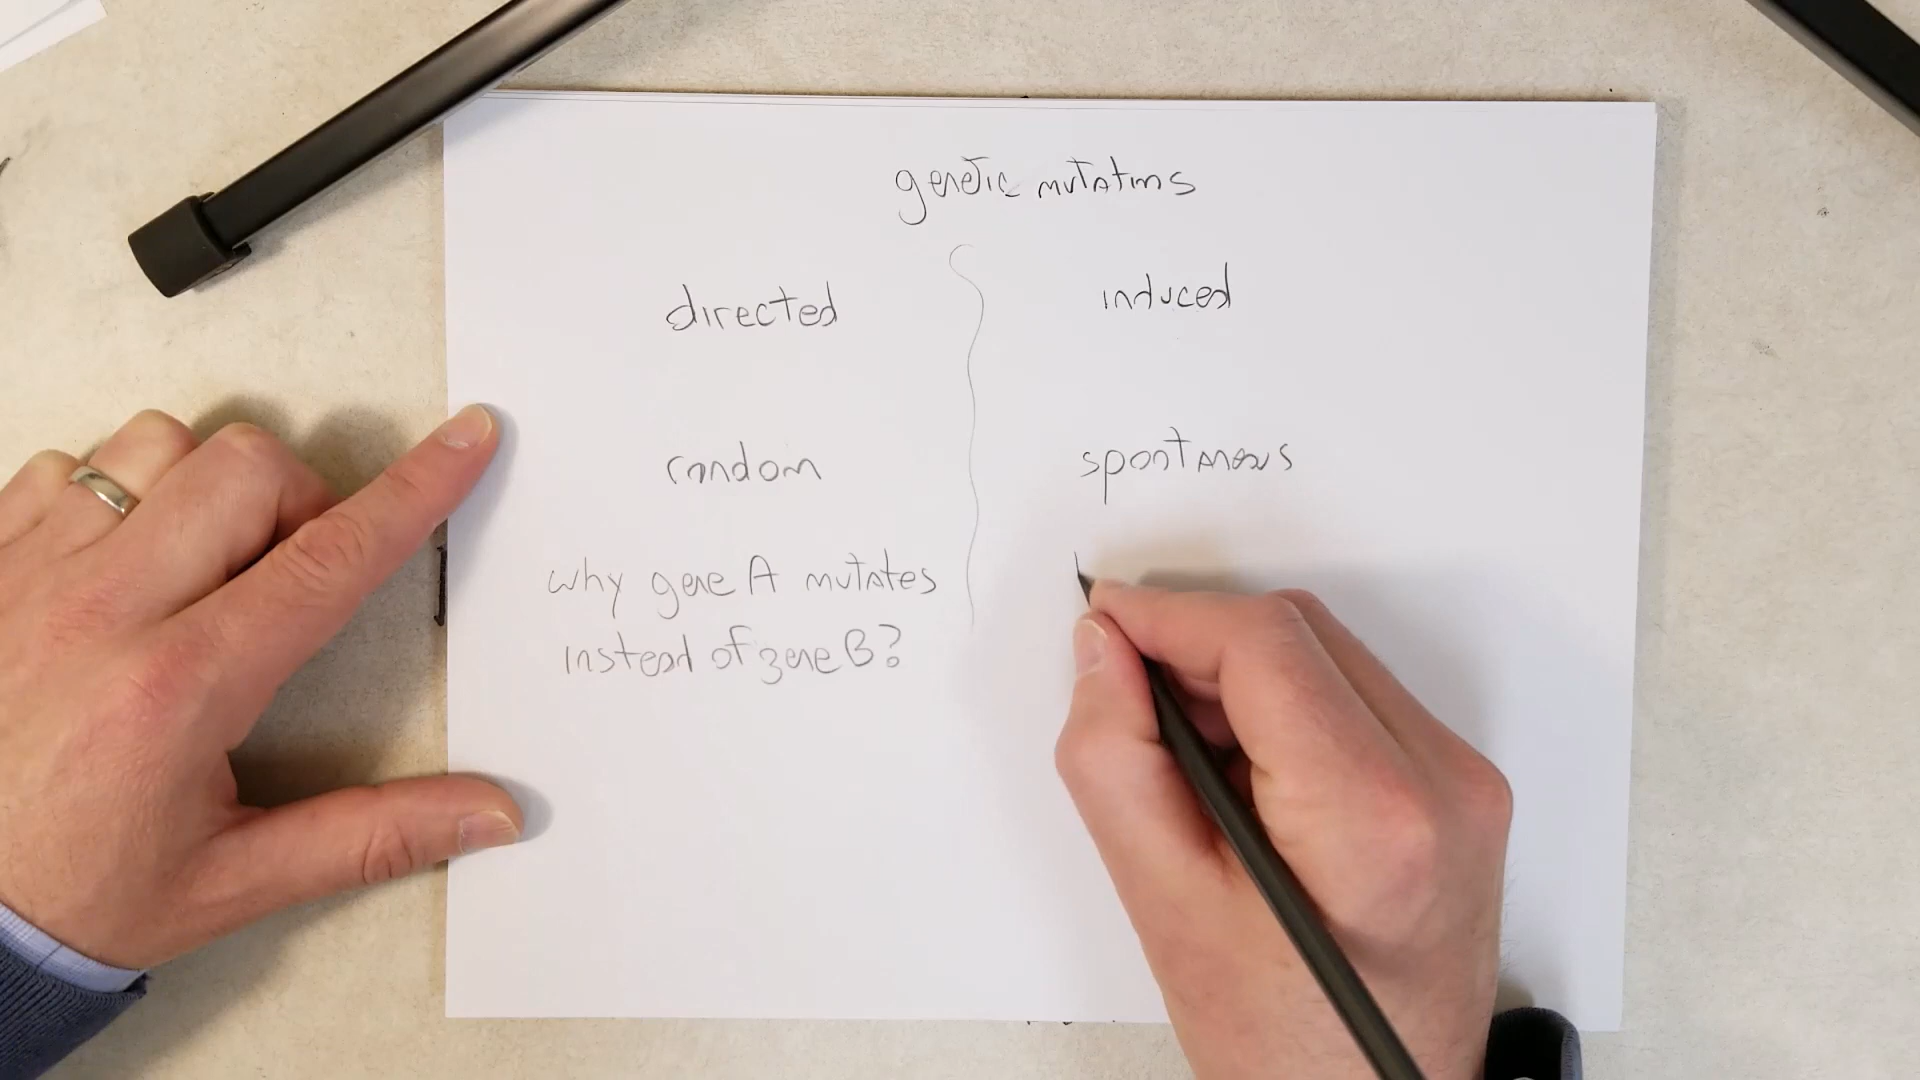 genetic mutations
directed
induced
random
spontaneous
why gene A mutates
instead of gene B?